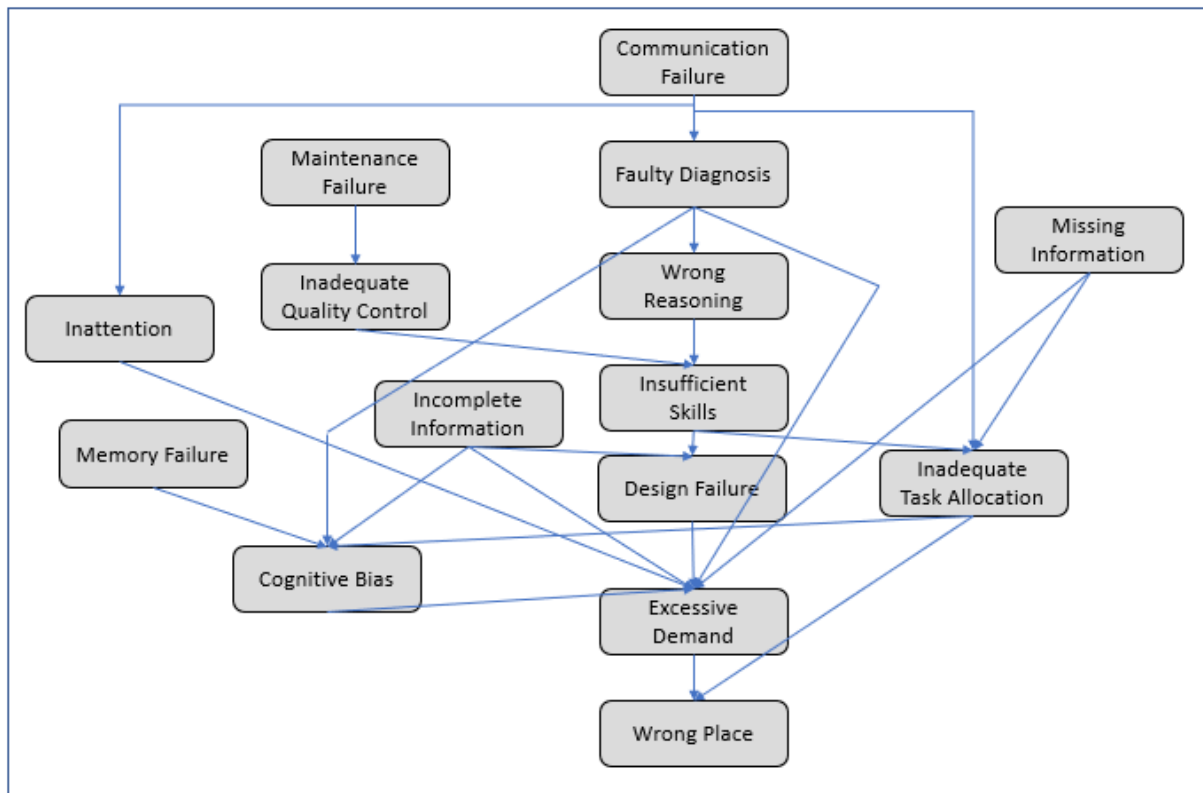 Communication
Failure
Maintenance
Failure
Faulty Diagnosis
Missing
Information
Inadequate
Quality Control
Wrong
Reasoning
Inattention
Incomplete
Information
Insufficient
Skills
Memory Failure
Design Failure
Inadequate
Task Allocation
Cognitive Bias
Excessive
Demand
Wrong Place